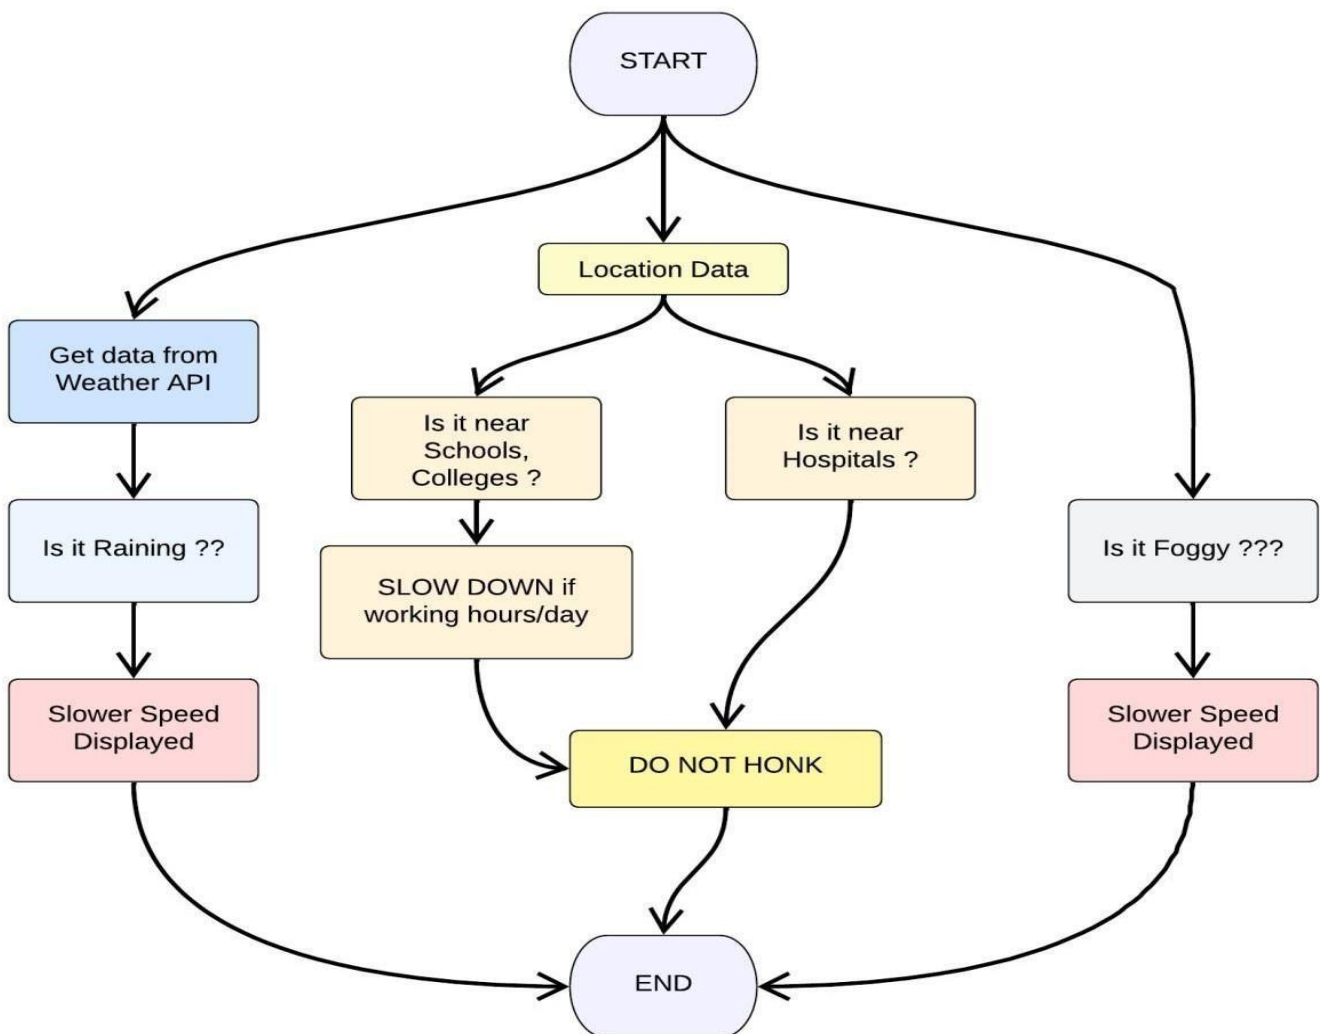 START
Location Data
Get data from
Weather API
Is it near
Schools,
Colleges ?
Is it near
Hospitals ?
Is it Raining ??
Is it Foggy ???
SLOW DOWN if
working hours/day
Slower Speed
Displayed
DO NOT HONK
Slower Speed
Displayed
END